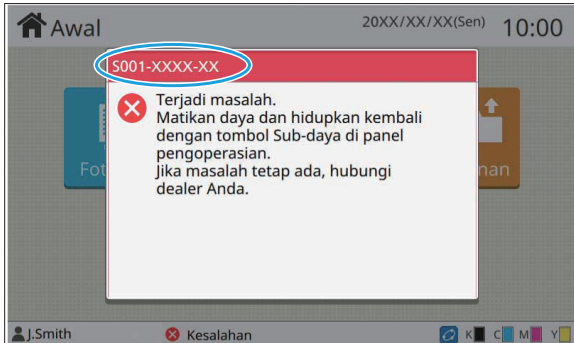 Awal
20XX/XX/XX(Sen)
10:00
S001-XXXX-XX
Terjadi masalah.
Matikan daya dan hidupkan kembali
dengan tombol Sub-daya di panel
pengoperasian.
Jika masalah tetap ada, hubungi
dealer Anda.
Fot
nan
J.Smith
Kesalahan
K C M Y